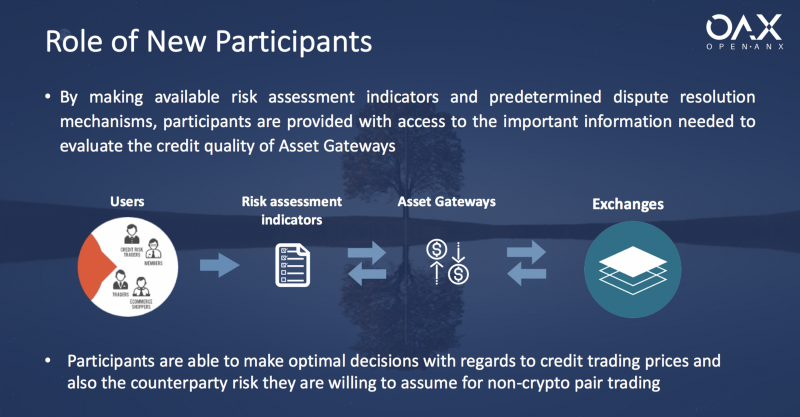 Role of New Participants
OAX
OPEN·ANX
• By making available risk assessment indicators and predetermined dispute resolution
mechanisms, participants are provided with access to the important information needed to
evaluate the credit quality of Asset Gateways
Users
Risk assessment
indicators
Asset Gateways
Exchanges
CREDIT RISK
TRADERS
MEMBERS
TRADERS
ECOMMERCE
SHOPPERS
• Participants are able to make optimal decisions with regards to credit trading prices and
also the counterparty risk they are willing to assume for non-crypto pair trading